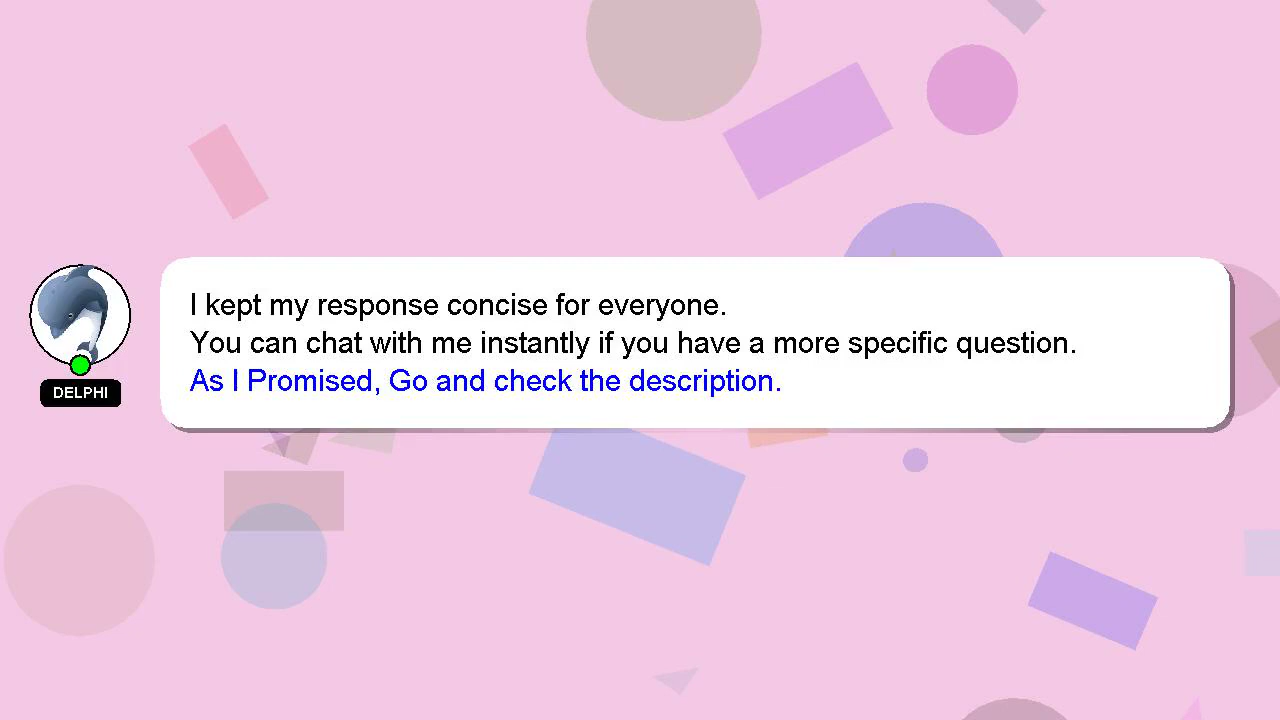 I kept my response concise for everyone.
You can chat with me instantly if you have a more specific question.
As I Promised, Go and check the description.
DELPHI